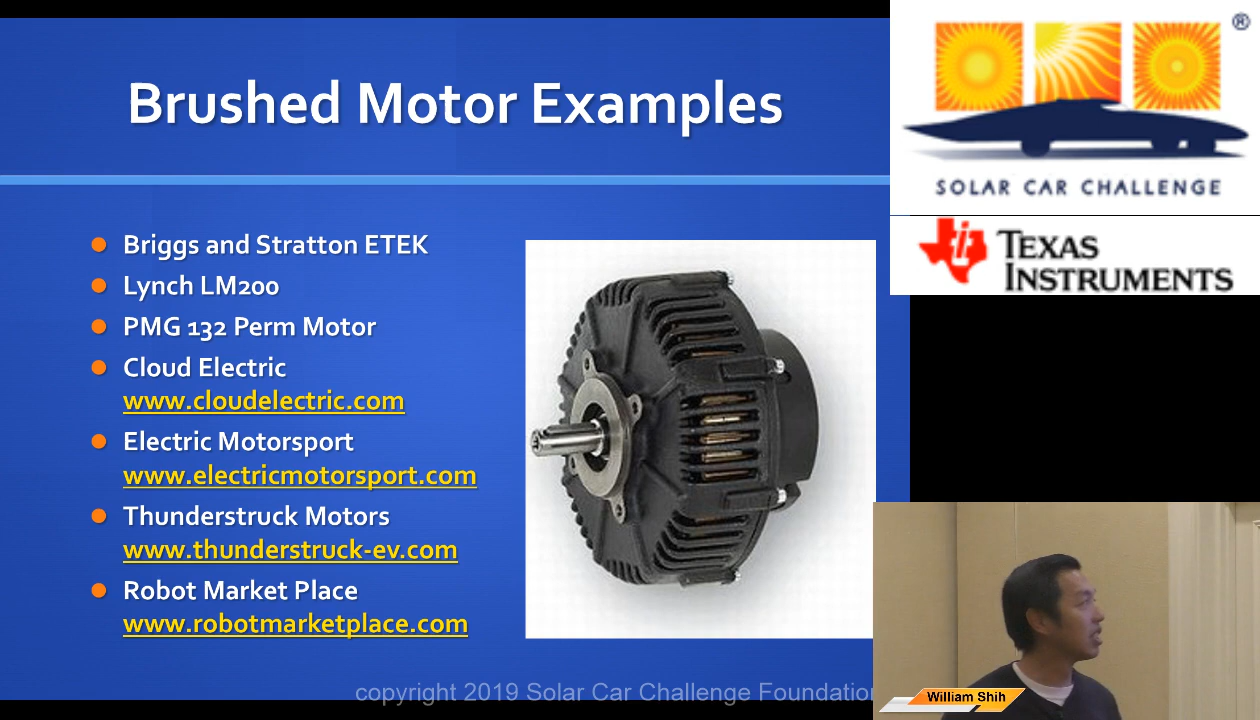 Brushed Motor Examples
Briggs and Stratton ETEK
Lynch LM200
PMG 132 Perm Motor
Cloud Electric
www.cloudelectric.com
Electric Motorsport
www.electricmotorsport.com
Thunderstruck Motors
www.thunderstruck-ev.com
Robot Market Place
www.robotmarketplace.com
copyright 2019 Solar Car Challenge Foundation
®
SOLAR CAR CHALLENGE
TEXAS
INSTRUMENTS
William Shih